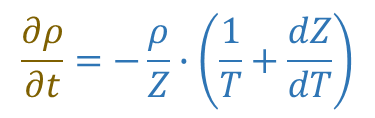 ∂ρ/∂t = − ρ/Z · (1/T + dZ/dT)